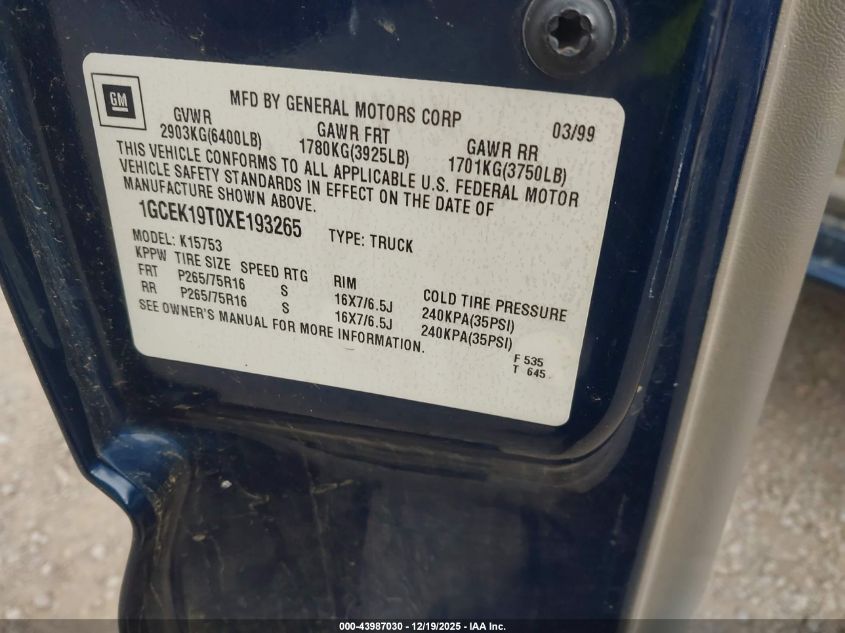 GM
MFD BY GENERAL MOTORS CORP 03/99
GVWR GAWR FRT GAWR RR
2903KG(6400LB) 1780KG(3925LB) 1701KG(3750LB)
THIS VEHICLE CONFORMS TO ALL APPLICABLE U.S. FEDERAL MOTOR
VEHICLE SAFETY STANDARDS IN EFFECT ON THE DATE OF
MANUFACTURE SHOWN ABOVE.
1GCEK19T0XE193265 TYPE: TRUCK
MODEL: K15753
KPPW TIRE SIZE SPEED RTG RIM COLD TIRE PRESSURE
FRT P265/75R16 S 16X7/6.5J 240KPA(35PSI)
RR P265/75R16 S 16X7/6.5J 240KPA(35PSI)
SEE OWNER'S MANUAL FOR MORE INFORMATION.
F 535
T 645
000-43987030 - 12/19/2025 - IAA Inc.